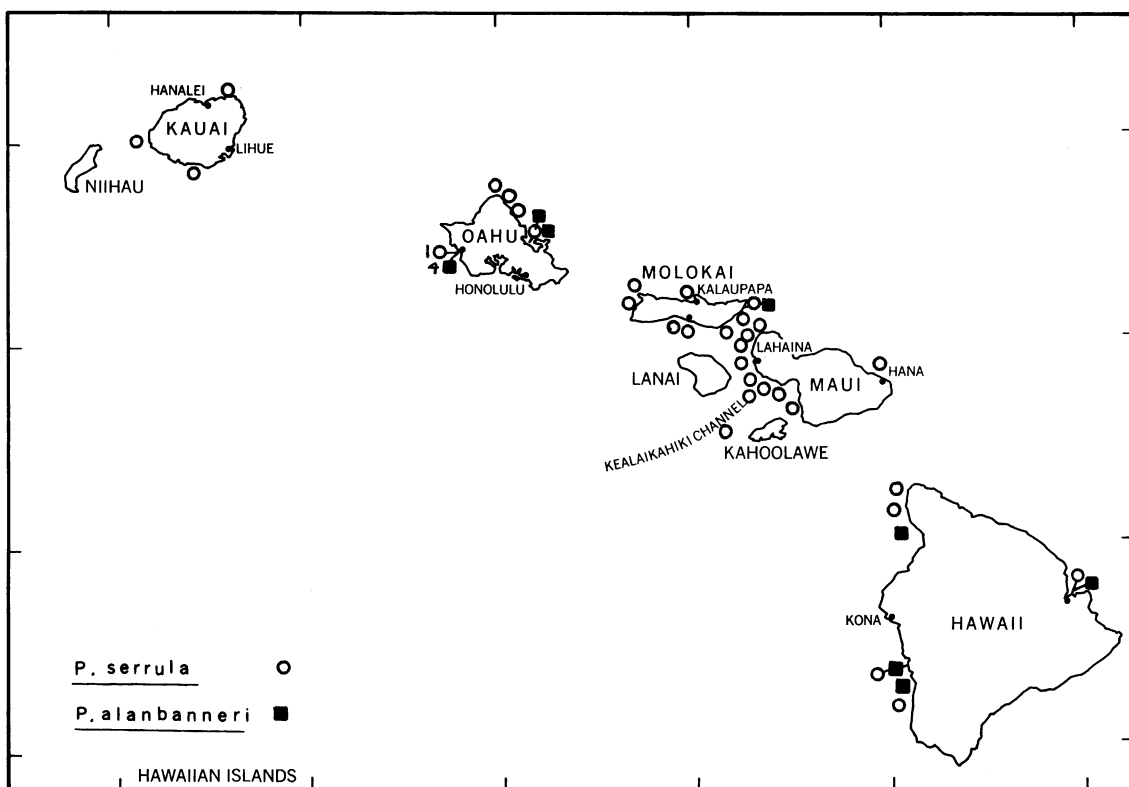 HANALEI
KAUAI
LIHUE
NIIHAU
OAHU
1
4
HONOLULU
MOLOKAI
KALAUPAPA
LAHAINA
HANA
LANAI
MAUI
KEALAIKAHIKI CHANNEL
KAHOOLAWE
KONA
HAWAII
P. serrula
P. alanbanneri
HAWAIIAN ISLANDS